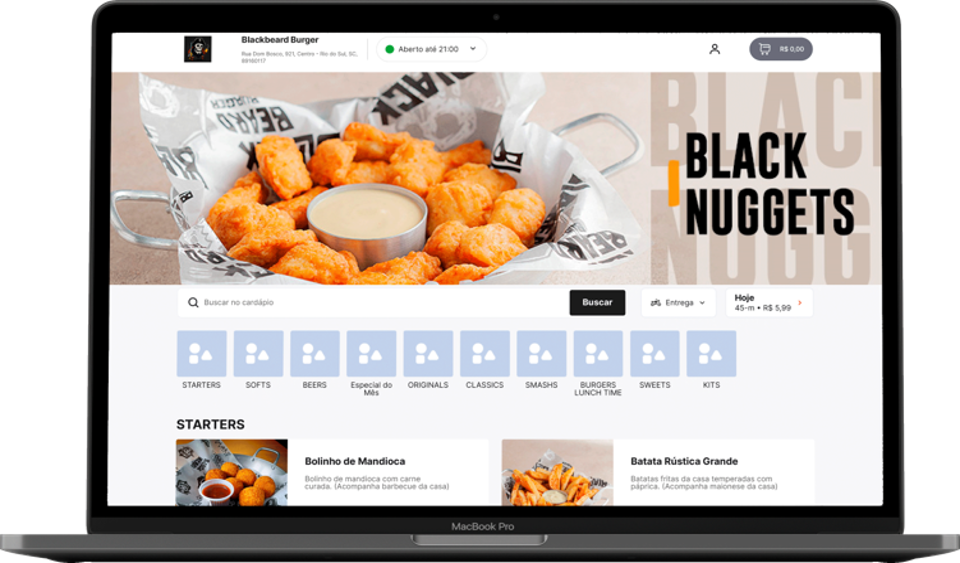 Blackbeard Burger
Rua Dom Bosco, 921, Centro - Rio do Sul, SC,
89160117
Aberto até 21:00
R$ 0,00
BLACK
NUGGETS
BLACK
NUGG
BLACK
BEARD
BURGER
Buscar no cardápio
Buscar
Entrega
Hoje
45-m • R$ 5,99
STARTERS
SOFTS
BEERS
Especial do
Mês
ORIGINALS
CLASSICS
SMASHS
BURGERS
LUNCH TIME
SWEETS
KITS
STARTERS
Bolinho de Mandioca
Bolinho de mandioca com carne
curada. (Acompanha barbecue da casa)
Batata Rústica Grande
Batatas fritas da casa temperadas com
páprica. (Acompanha maionese da casa)
MacBook Pro